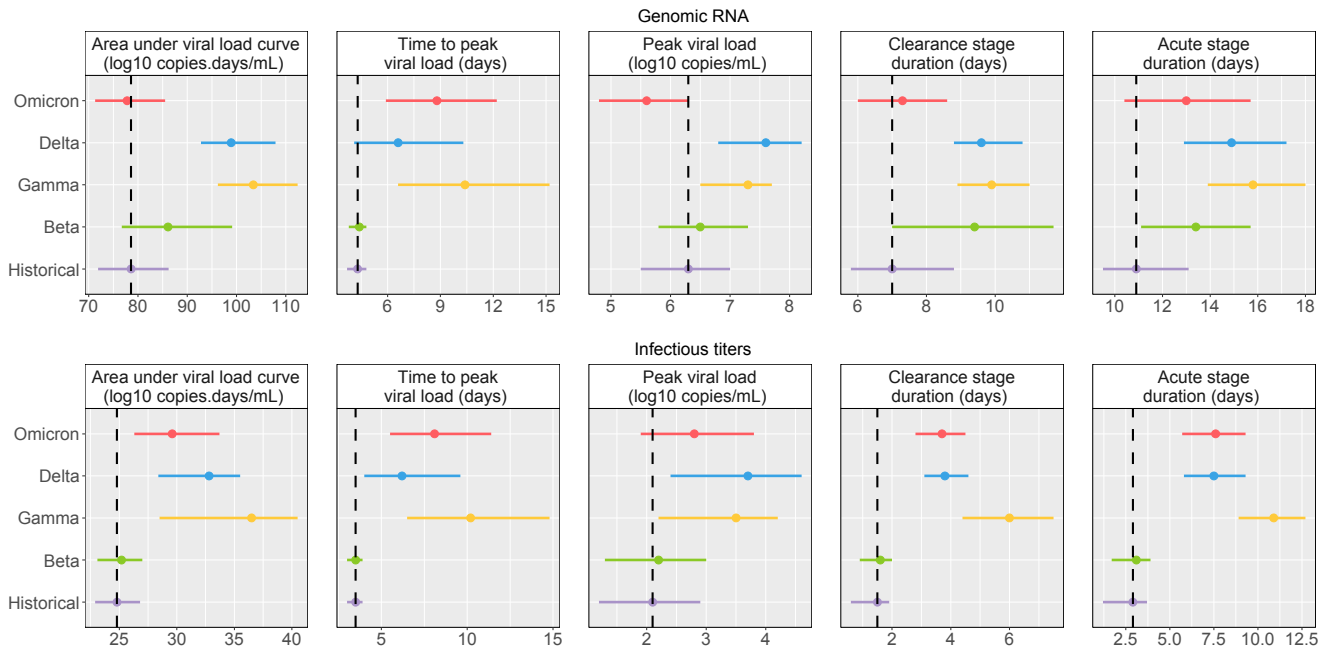 Genomic RNA
Area under viral load curve
(log10 copies.days/mL)
Time to peak
viral load (days)
Peak viral load
(log10 copies/mL)
Clearance stage
duration (days)
Acute stage
duration (days)
Omicron
Delta
Gamma
Beta
Historical
70 80 90 100 110
6 9 12 15
5 6 7 8
6 8 10
10 12 14 16 18
Infectious titers
Area under viral load curve
(log10 copies.days/mL)
Time to peak
viral load (days)
Peak viral load
(log10 copies/mL)
Clearance stage
duration (days)
Acute stage
duration (days)
Omicron
Delta
Gamma
Beta
Historical
25 30 35 40
5 10 15
2 3 4
2 4 6
2.5 5.0 7.5 10.0 12.5